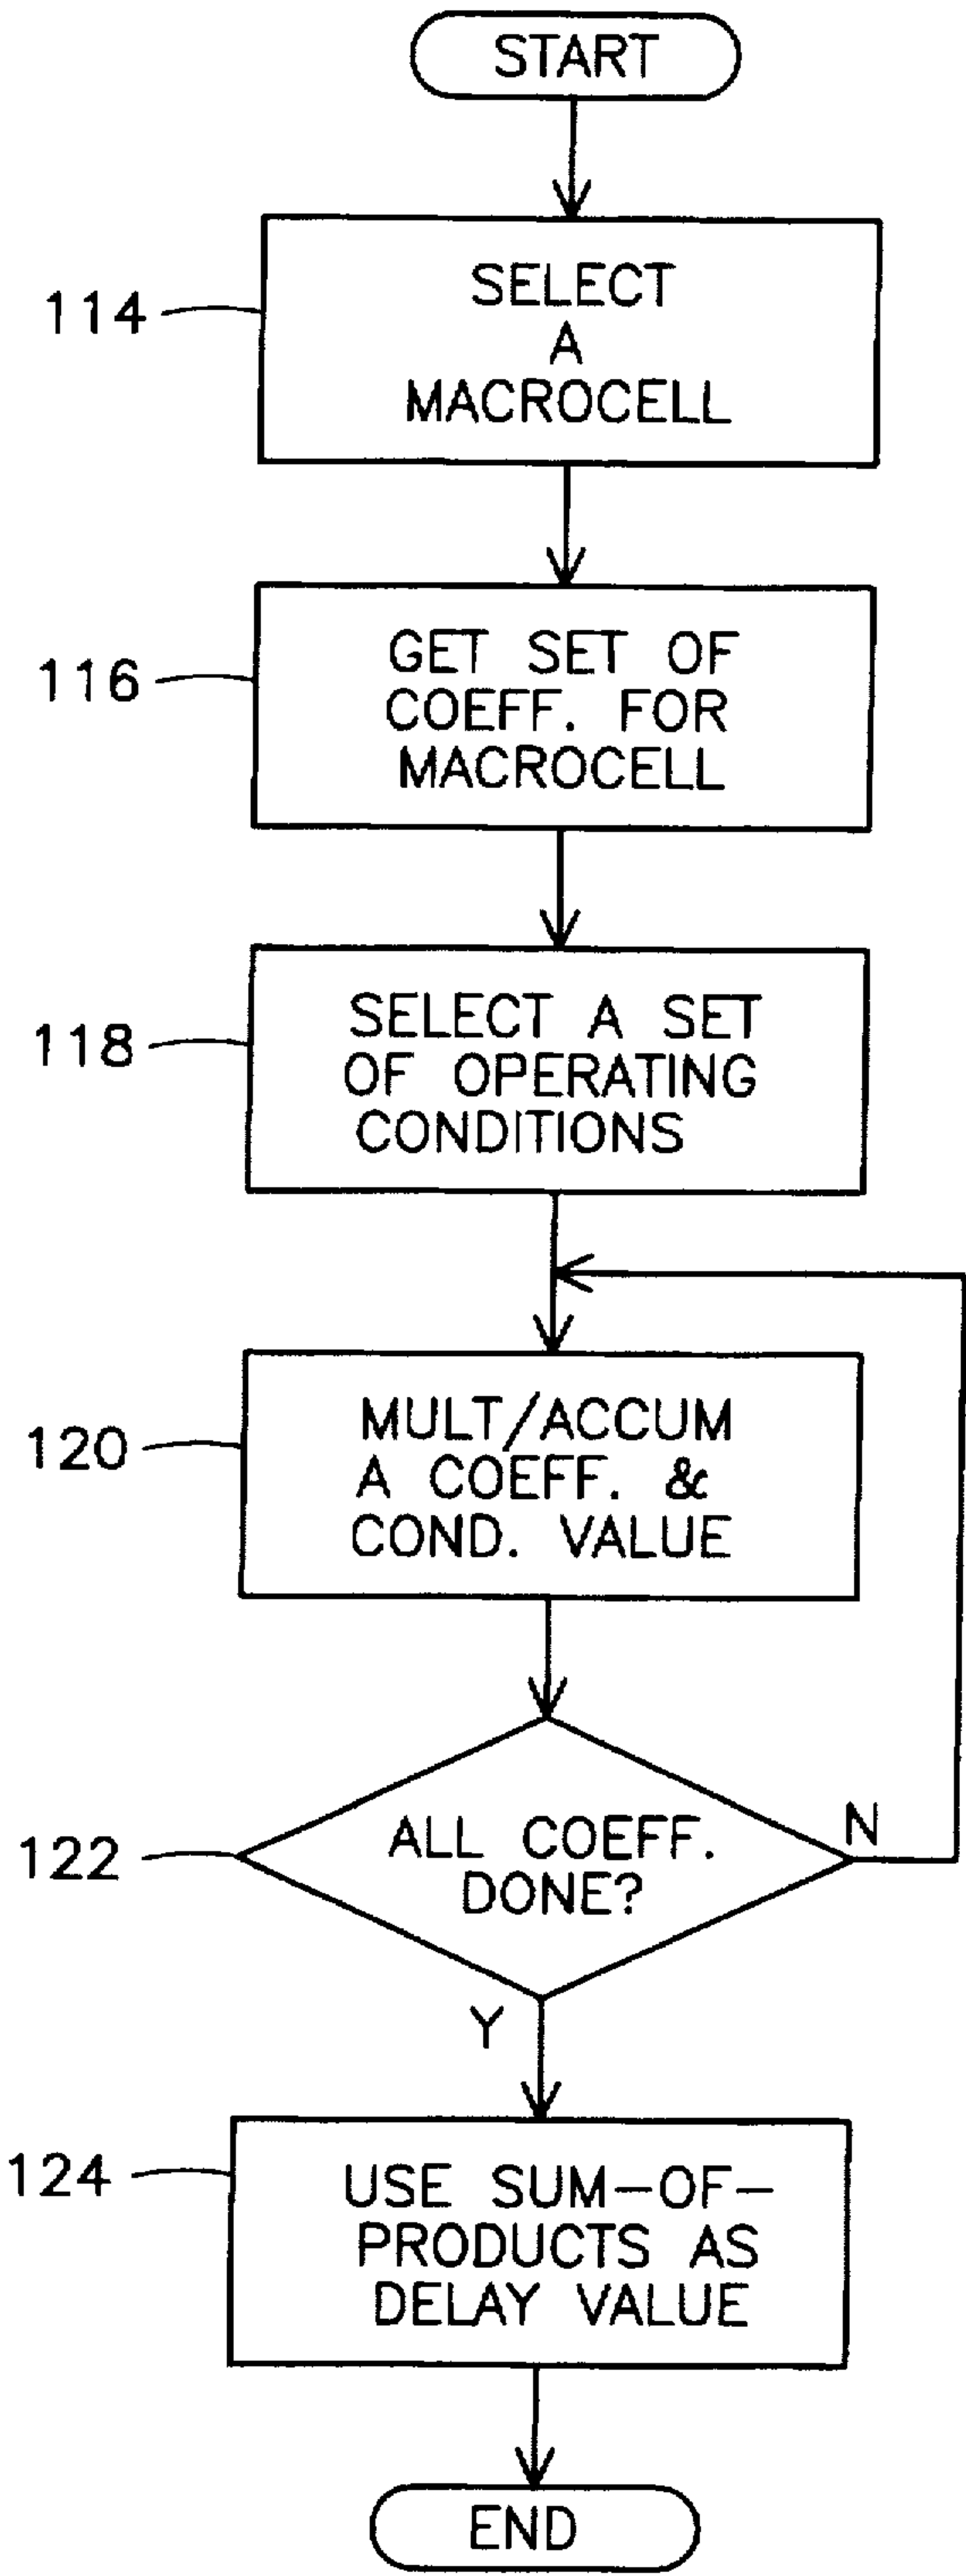 START
114
SELECT
A
MACROCELL
116
GET SET OF
COEFF. FOR
MACROCELL
118
SELECT A SET
OF OPERATING
CONDITIONS
120
MULT/ACCUM
A COEFF. &
COND. VALUE
122
ALL COEFF.
DONE?
N
Y
124
USE SUM-OF-
PRODUCTS AS
DELAY VALUE
END